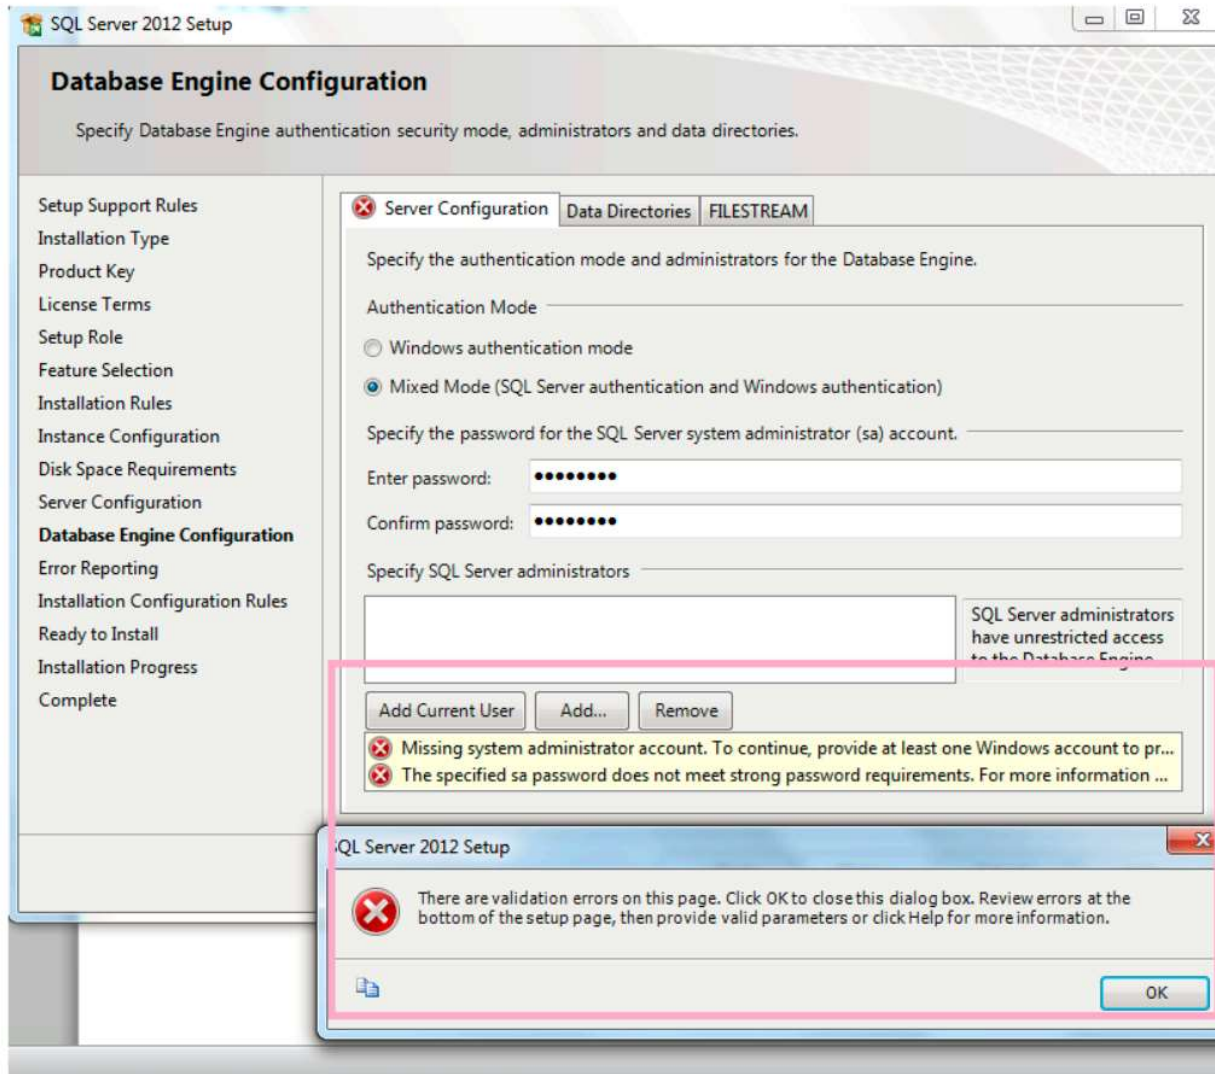 SQL Server 2012 Setup
Database Engine Configuration
Specify Database Engine authentication security mode, administrators and data directories.
Setup Support Rules
Installation Type
Product Key
License Terms
Setup Role
Feature Selection
Installation Rules
Instance Configuration
Disk Space Requirements
Server Configuration
Database Engine Configuration
Error Reporting
Installation Configuration Rules
Ready to Install
Installation Progress
Complete
Server Configuration
Data Directories
FILESTREAM
Specify the authentication mode and administrators for the Database Engine.
Authentication Mode
Windows authentication mode
Mixed Mode (SQL Server authentication and Windows authentication)
Specify the password for the SQL Server system administrator (sa) account.
Enter password: ●●●●●●●●
Confirm password: ●●●●●●●●
Specify SQL Server administrators
SQL Server administrators
have unrestricted access
to the Database Engine
Add Current User
Add...
Remove
Missing system administrator account. To continue, provide at least one Windows account to pr...
The specified sa password does not meet strong password requirements. For more information ...
SQL Server 2012 Setup
There are validation errors on this page. Click OK to close this dialog box. Review errors at the
bottom of the setup page, then provide valid parameters or click Help for more information.
OK